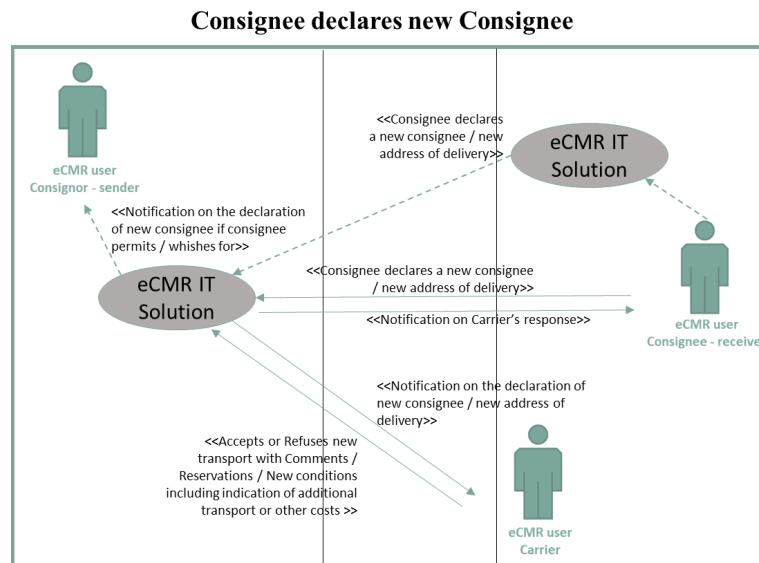 Consignee declares new Consignee
<<Consignee declares
a new consignee / new
address of delivery>>
eCMR IT
Solution
eCMR user
Consignor - sender
<<Notification on the declaration
of new consignee if consignee
permits / whishes for>>
<<Consignee declares a new consignee
/ new address of delivery>>
eCMR IT
Solution
<<Notification on Carrier's response>>
eCMR user
Consignee - receive
<<Notification on the declaration of
new consignee / new address of
delivery>>
<<Accepts or Refuses new
transport with Comments /
Reservations / New conditions
including indication of additional
transport or other costs >>
eCMR user
Carrier